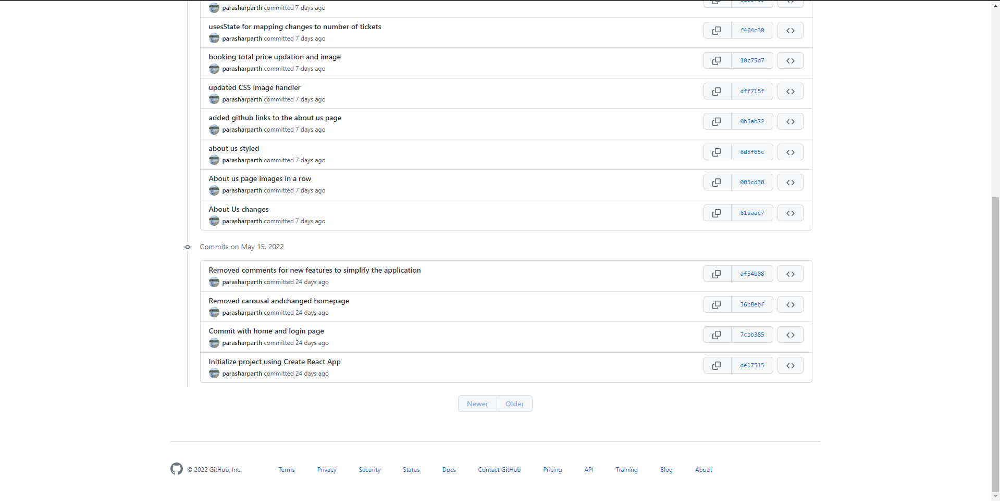 parasharparth committed 7 days ago
usesState for mapping changes to number of tickets
f464c30
parasharparth committed 7 days ago
booking total price updation and image
10c75d7
parasharparth committed 7 days ago
updated CSS image handler
dff715f
parasharparth committed 7 days ago
added github links to the about us page
0b5ab72
parasharparth committed 7 days ago
about us styled
6d5f65c
parasharparth committed 7 days ago
About us page images in a row
005cd38
parasharparth committed 7 days ago
About Us changes
61aaac7
parasharparth committed 7 days ago
Commits on May 15, 2022
Removed comments for new features to simplify the application
af54b88
parasharparth committed 24 days ago
Removed carousal andchanged homepage
36b8ebf
parasharparth committed 24 days ago
Commit with home and login page
7cbb385
parasharparth committed 24 days ago
Initialize project using Create React App
de17515
parasharparth committed 24 days ago
Newer Older
© 2022 GitHub, Inc. Terms Privacy Security Status Docs Contact GitHub Pricing API Training Blog About